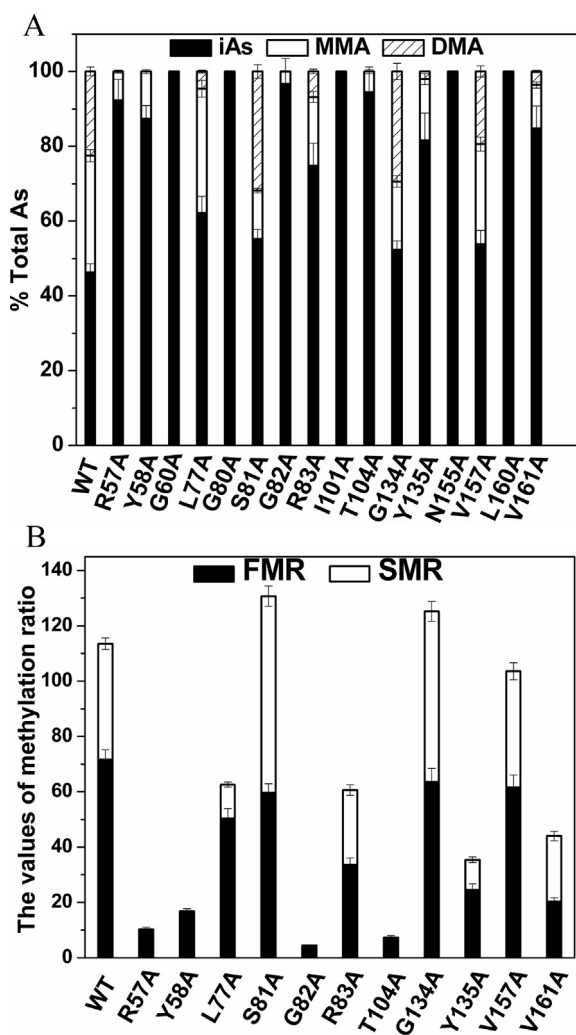 A
iAs MMA DMA
% Total As
100
80
60
40
20
0
WT R57A Y58A G60A L77A G80A S81A G82A R83A I101A T104A G134A Y135A N155A V157A L160A V161A
B
FMR SMR
The values of methylation ratio
140
120
100
80
60
40
20
0
WT R57A Y58A L77A S81A G82A R83A T104A G134A Y135A V157A V161A